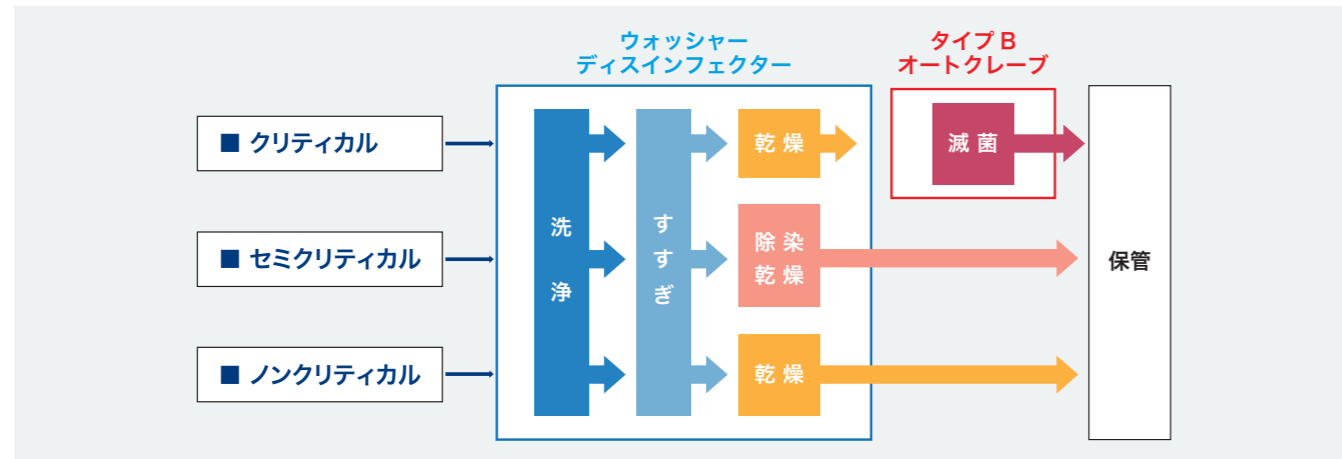 ウォッシャー
ディスインフェクター
タイプ B
オートクレーブ
■ クリティカル
■ セミクリティカル
■ ノンクリティカル
洗浄
すすぎ
乾燥
除染
乾燥
乾燥
滅菌
保管